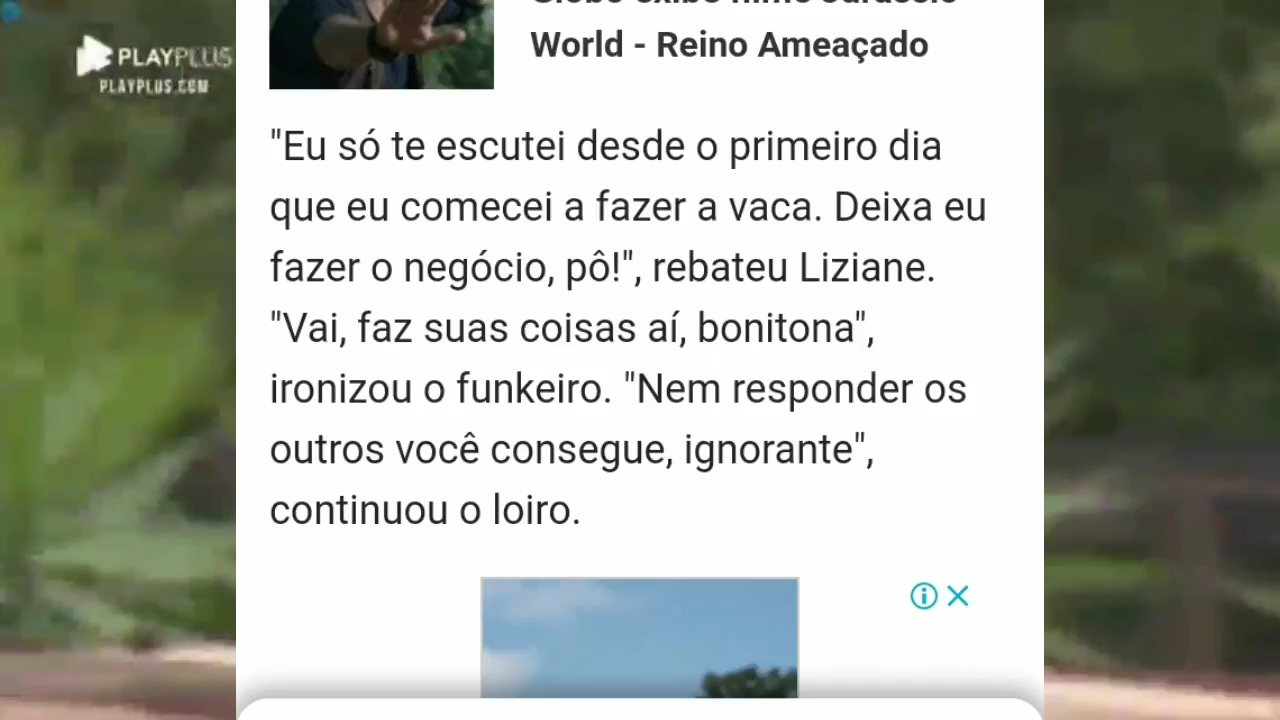 PLAYPLUS
PLAYPLUS.COM
World - Reino Ameaçado
"Eu só te escutei desde o primeiro dia
que eu comecei a fazer a vaca. Deixa eu
fazer o negócio, pô!", rebateu Liziane.
"Vai, faz suas coisas aí, bonitona",
ironizou o funkeiro. "Nem responder os
outros você consegue, ignorante",
continuou o loiro.